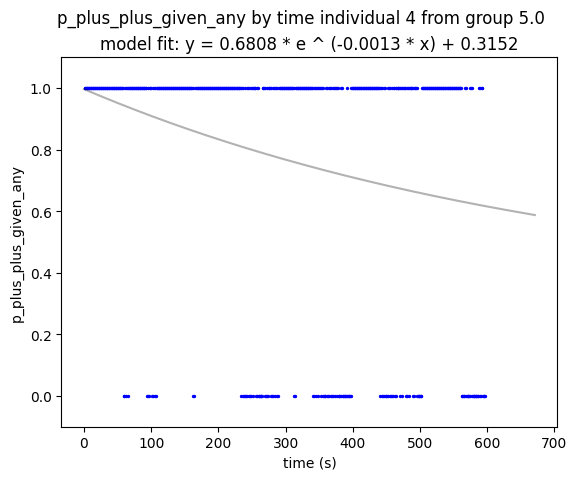 p_plus_plus_given_any by time individual 4 from group 5.0
model fit: y = 0.6808 * e ^ (-0.0013 * x) + 0.3152
1.0
0.8
0.6
0.4
0.2
0.0
p_plus_plus_given_any
0 100 200 300 400 500 600 700
time (s)